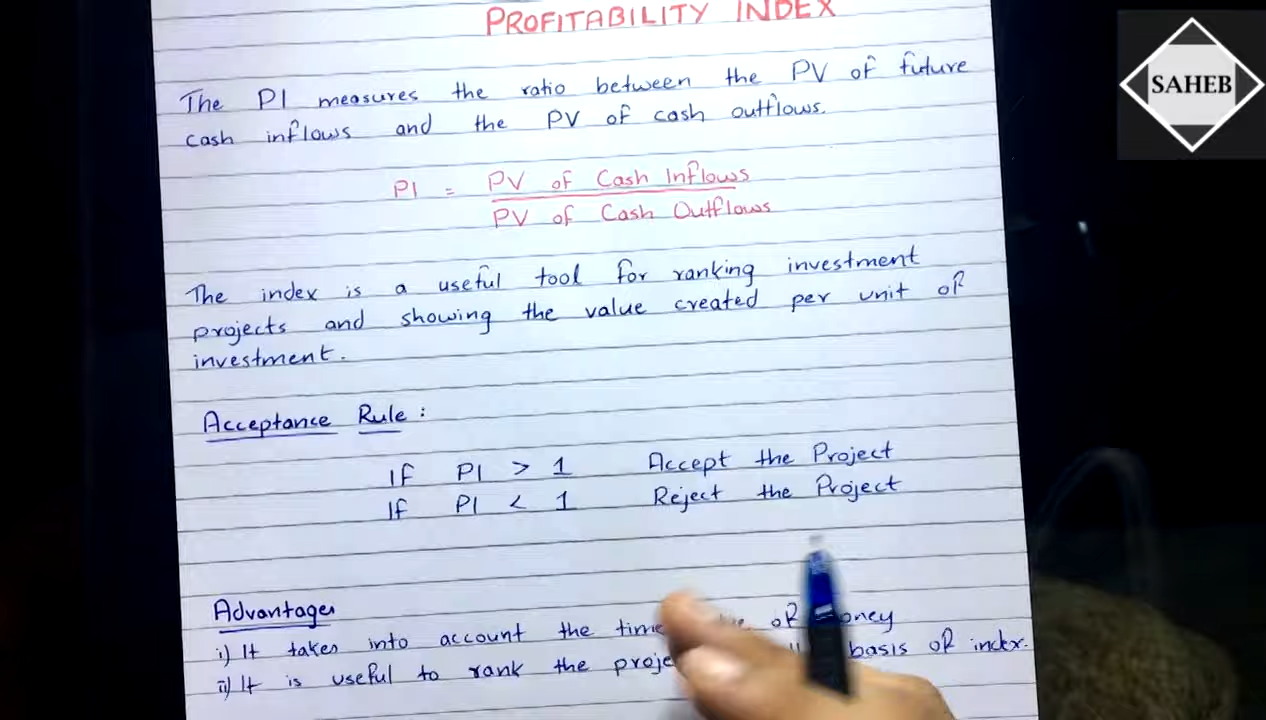 PROFITABILITY INDEX
SAHEB
The PI measures the ratio between the PV of future
cash inflows and the PV of cash outflows.
PI = PV of Cash Inflows
PV of Cash Outflows
The index is a useful tool for ranking investment
projects and showing the value created per unit of
investment.
Acceptance Rule :
If PI > 1 Accept the Project
If PI < 1 Reject the Project
Advantages
i) It takes into account the time of money
ii) It is useful to rank the basis of index.